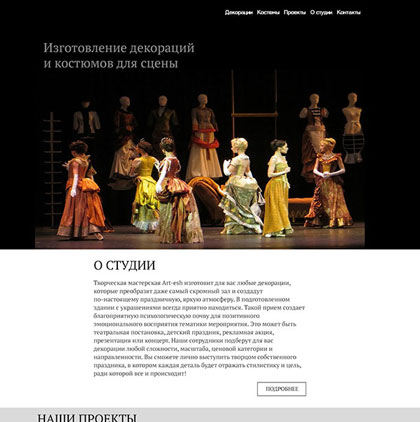 Декорации Костюмы Проекты О студии Контакты
Изготовление декораций
и костюмов для сцены
О СТУДИИ
Творческая мастерская Art-esh изготовит для вас любые декорации,
которые преобразят даже самый скромный зал и создадут
по-настоящему праздничную, яркую атмосферу. В подготовленном
здании с украшениями всегда приятно находиться. Такой прием создает
благоприятную психологическую почву для позитивного
эмоционального восприятия тематики мероприятия. Это может быть
театральная постановка, детский праздник, рекламная акция,
презентация или концерт. Наши сотрудники подберут для вас
декорации любой сложности, масштаба, ценовой категории и
направленности. Вы сможете лично выступить творцом собственного
праздника, в котором каждая деталь будет отражать стилистику и цель,
ради которой все и происходит!
ПОДРОБНЕЕ
НАШИ ПРОЕКТЫ